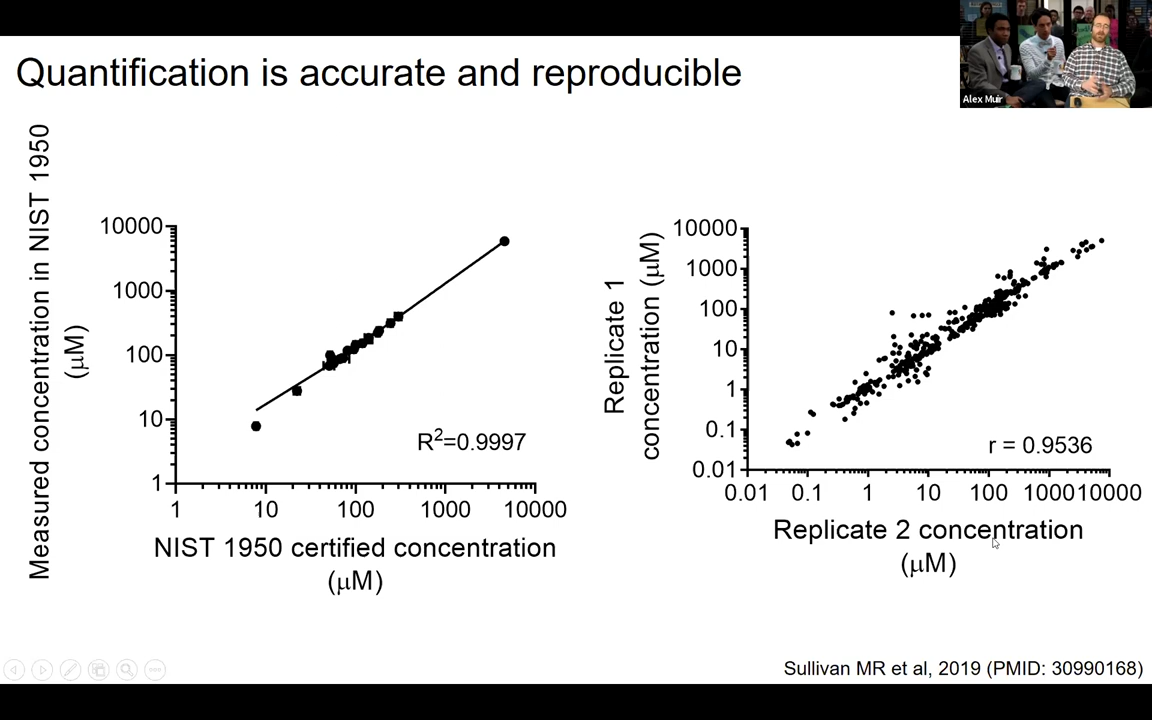 Quantification is accurate and reproducible
Alex Muir
Measured concentration in NIST 1950
(μM)
10000
1000
100
10
1
1
10
100
1000
10000
R²=0.9997
NIST 1950 certified concentration
(μM)
Replicate 1
concentration (μM)
10000
1000
100
10
1
0.1
0.01
0.01
0.1
1
10
100
1000
10000
r = 0.9536
Replicate 2 concentration
(μM)
Sullivan MR et al, 2019 (PMID: 30990168)